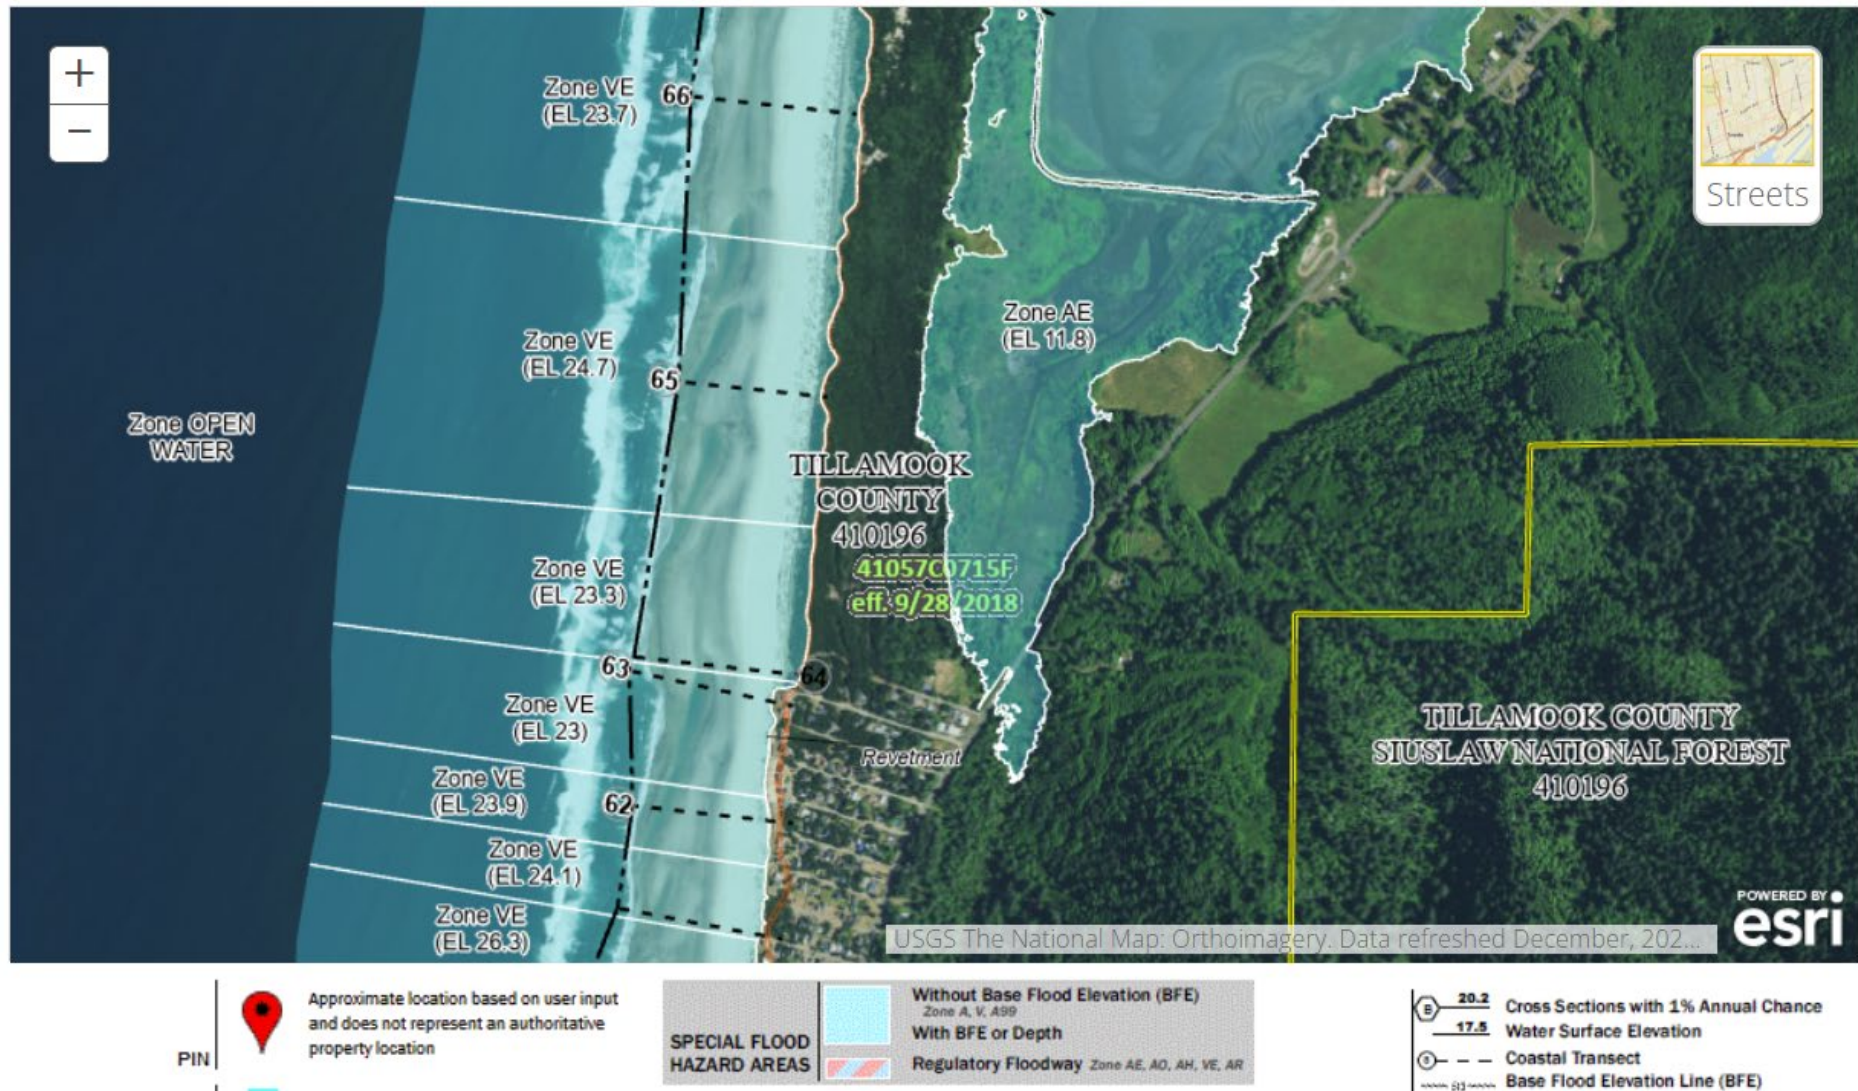 +
−
Zone VE
(EL 23.7)
66
Streets
Zone AE
(EL 11.8)
Zone VE
(EL 24.7)
65
Zone OPEN
WATER
TILLAMOOK
COUNTY
410196
41057C0715F
eff. 9/28/2018
Zone VE
(EL 23.3)
63
64
Zone VE
(EL 23)
Revetment
TILLAMOOK COUNTY
SIUSLAW NATIONAL FOREST
410196
Zone VE
(EL 23.9)
62
Zone VE
(EL 24.1)
Zone VE
(EL 26.3)
POWERED BY
esri
USGS The National Map: Orthoimagery. Data refreshed December, 202...
PIN
Approximate location based on user input
and does not represent an authoritative
property location
SPECIAL FLOOD
HAZARD AREAS
Without Base Flood Elevation (BFE)
Zone A, V, A99
With BFE or Depth
Regulatory Floodway Zone AE, AO, AH, VE, AR
B 20.2 Cross Sections with 1% Annual Chance
17.5 Water Surface Elevation
8 Coastal Transect
513 Base Flood Elevation Line (BFE)